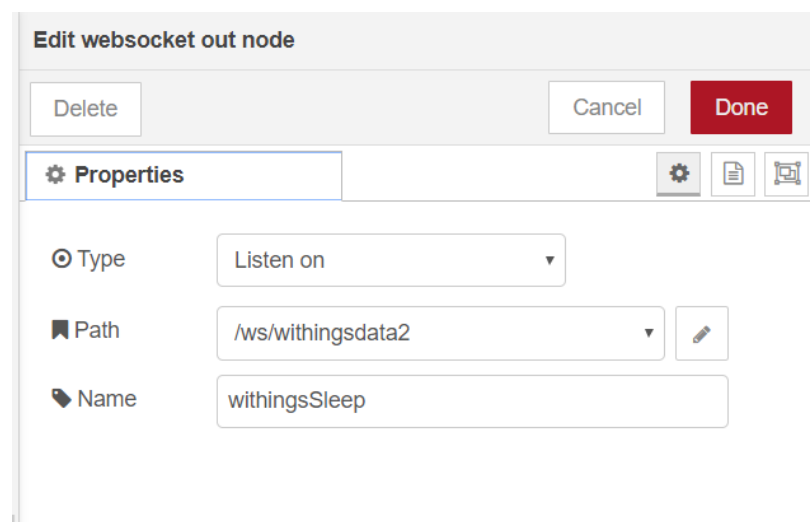 Edit websocket out node
Delete Cancel Done
Properties
Type Listen on
Path /ws/withingsdata2
Name withingsSleep